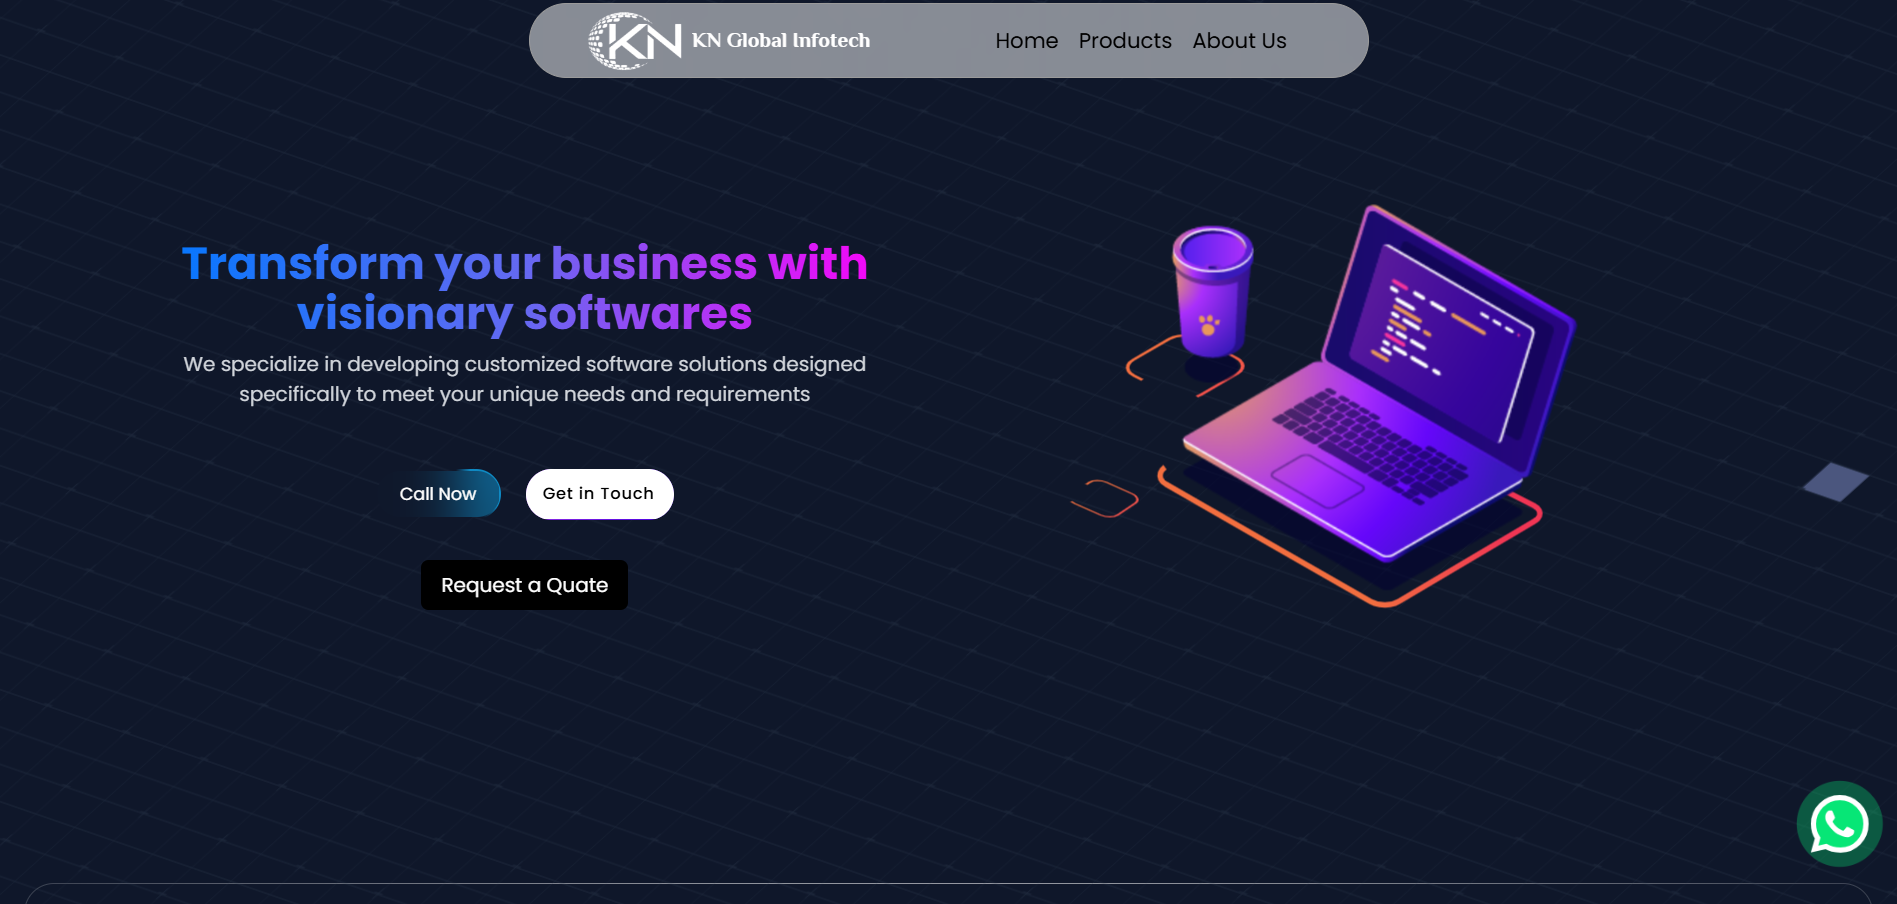 KN KN Global Infotech
Home Products About Us
Transform your business with
visionary softwares
We specialize in developing customized software solutions designed
specifically to meet your unique needs and requirements
Call Now
Get in Touch
Request a Quate